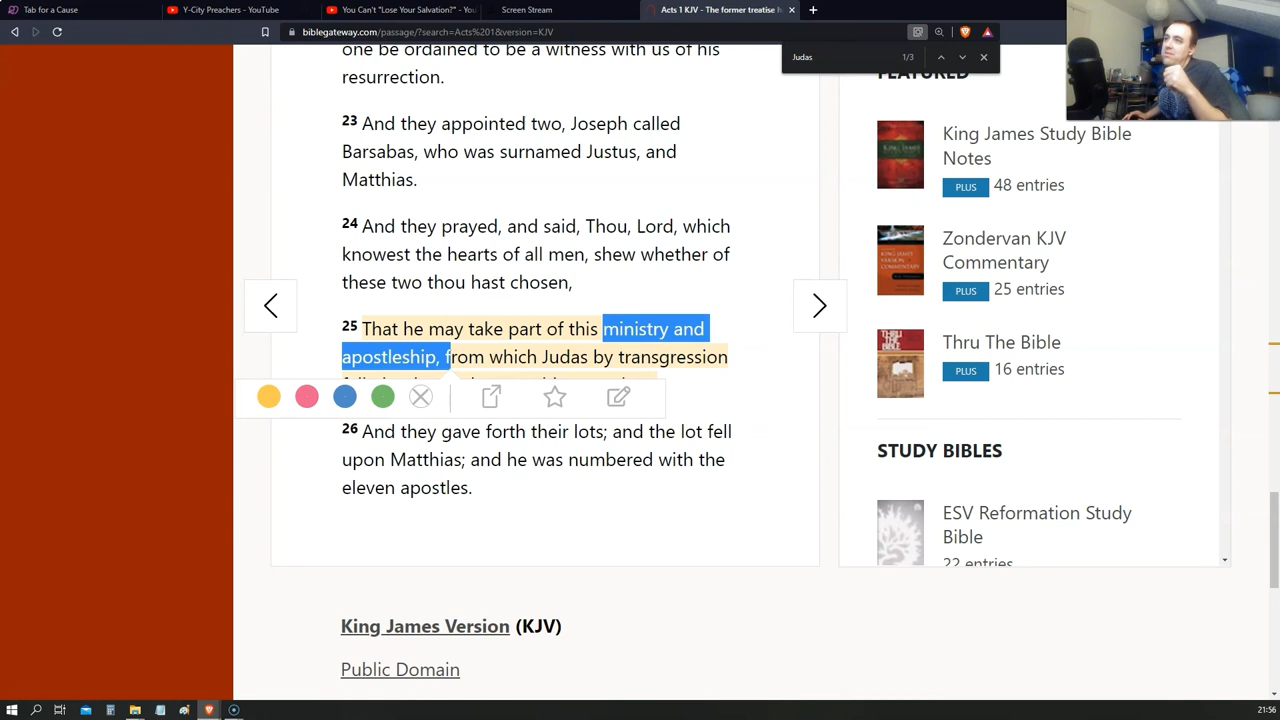 Tab for a Cause
Y-City Preachers - YouTube
You Can't "Lose Your Salvation?" - You
Screen Stream
Acts 1 KJV - The former treatise h
biblegateway.com/passage/?search=Acts%201&version=KJV
Judas
1/3
one be ordained to be a witness with us of his
resurrection.
23 And they appointed two, Joseph called
Barsabas, who was surnamed Justus, and
Matthias.
24 And they prayed, and said, Thou, Lord, which
knowest the hearts of all men, shew whether of
these two thou hast chosen,
25 That he may take part of this ministry and
apostleship, from which Judas by transgression
26 And they gave forth their lots; and the lot fell
upon Matthias; and he was numbered with the
eleven apostles.
King James Version (KJV)
Public Domain
FEATURED
King James Study Bible
Notes
PLUS 48 entries
Zondervan KJV
Commentary
PLUS 25 entries
Thru The Bible
PLUS 16 entries
STUDY BIBLES
ESV Reformation Study
Bible
22 entries
21:56